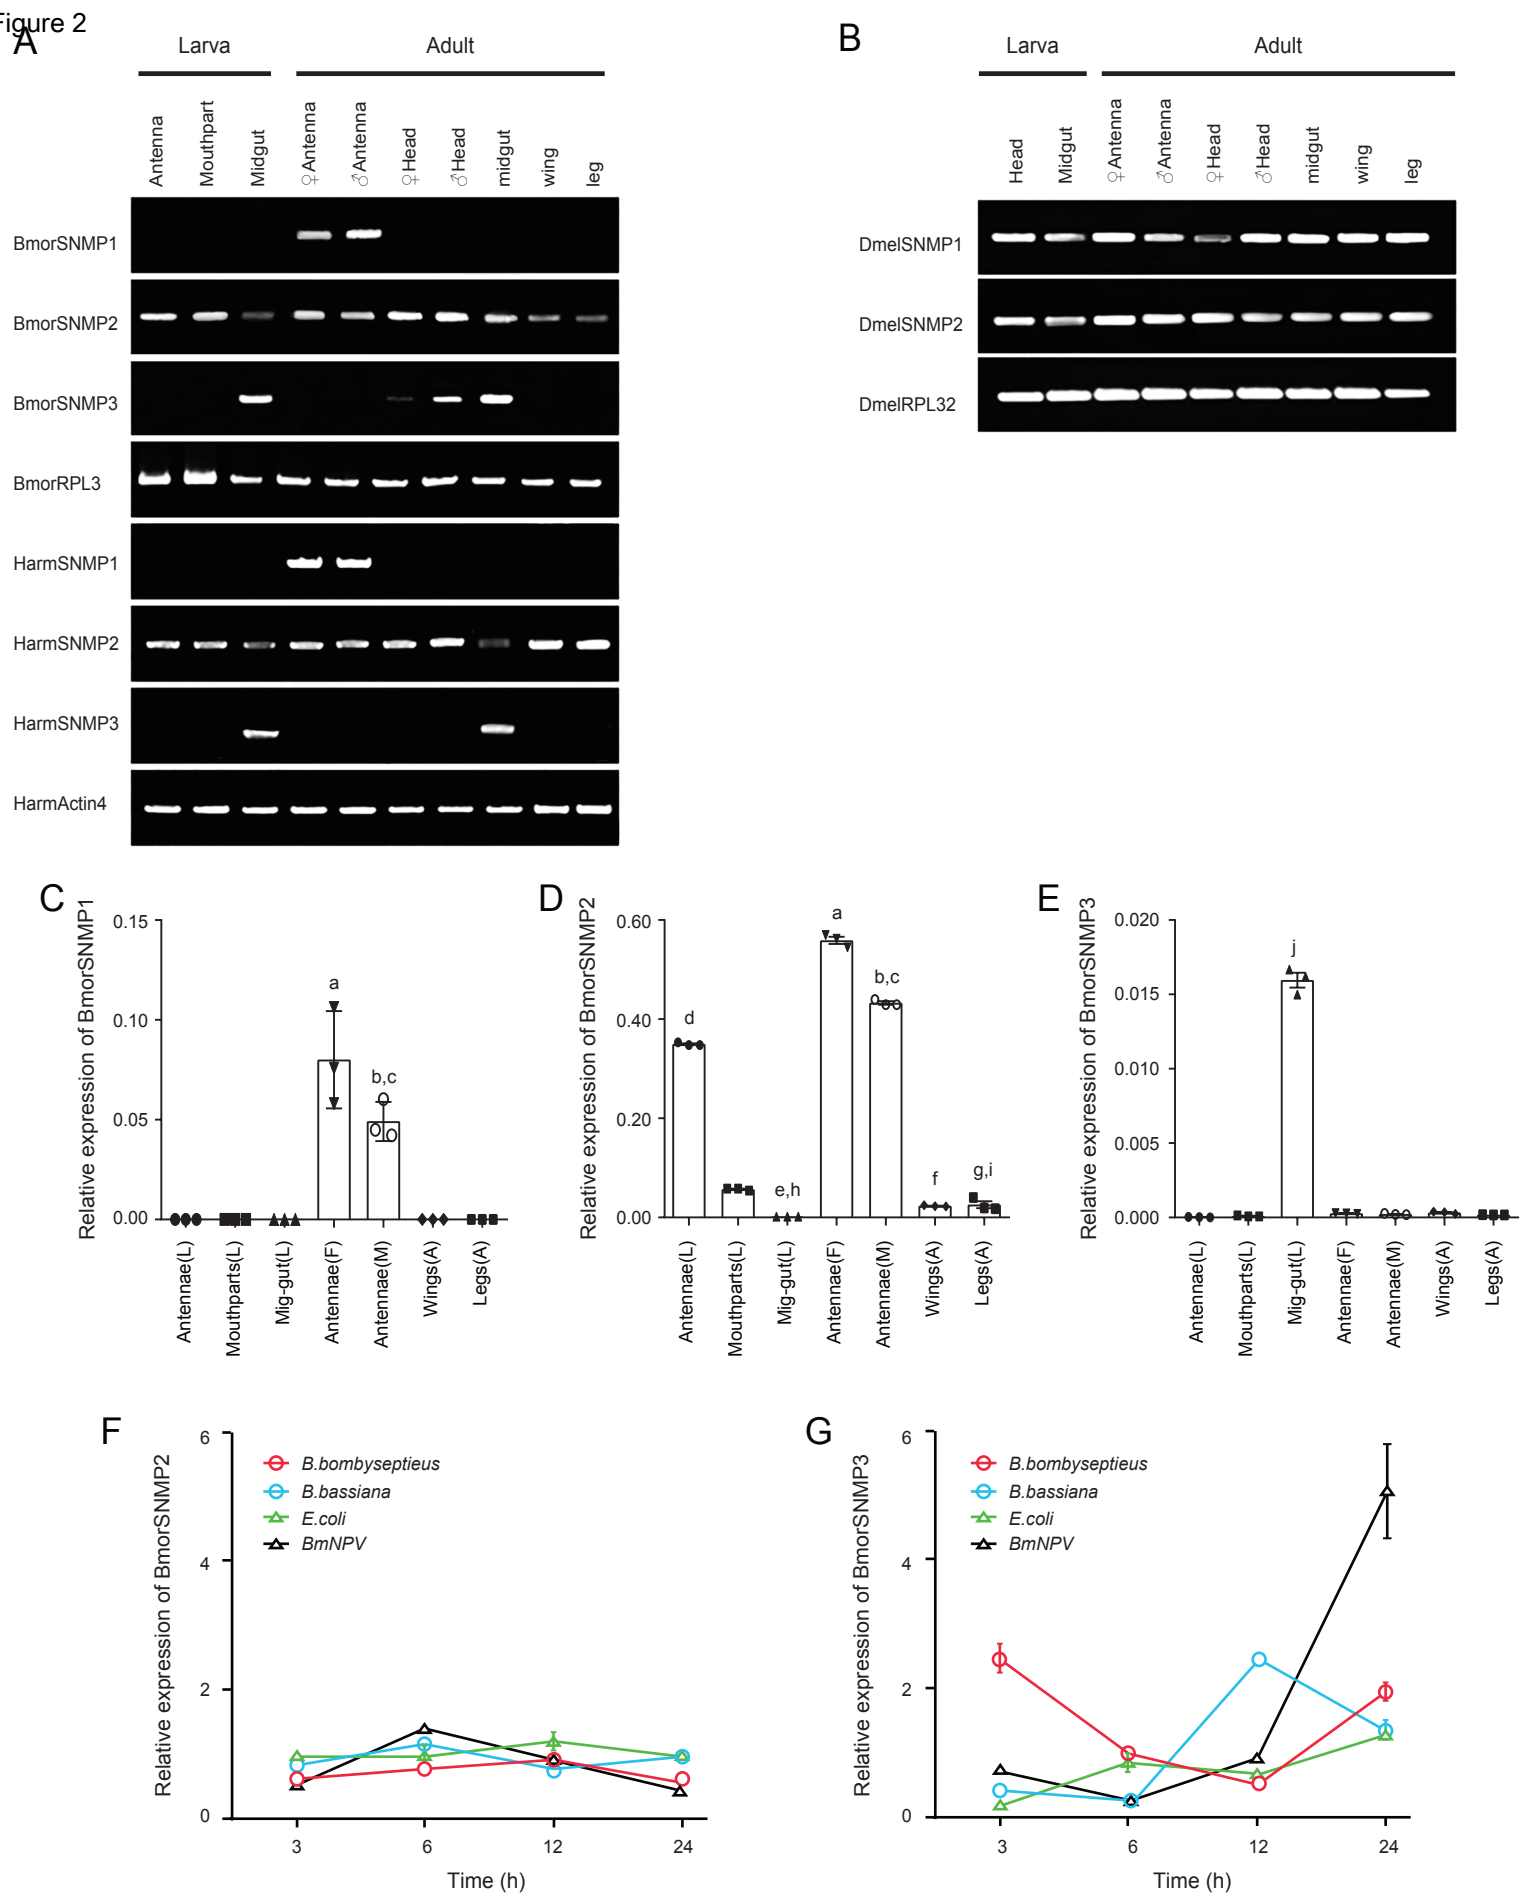 Figure 2
A
Larva
Adult
Antenna
Mouthpart
Midgut
♀Antenna
♂Antenna
♀Head
♂Head
midgut
wing
leg
BmorSNMP1
BmorSNMP2
BmorSNMP3
BmorRPL3
HarmSNMP1
HarmSNMP2
HarmSNMP3
HarmActin4
B
Larva
Adult
Head
Midgut
♀Antenna
♂Antenna
♀Head
♂Head
midgut
wing
leg
DmelSNMP1
DmelSNMP2
DmelRPL32
C
Relative expression of BmorSNMP1
0.15
0.10
0.05
0.00
a
b,c
Antennae(L)
Mouthparts(L)
Mig-gut(L)
Antennae(F)
Antennae(M)
Wings(A)
Legs(A)
D
Relative expression of BmorSNMP2
0.60
0.40
0.20
0.00
d
e,h
a
b,c
f
g,i
Antennae(L)
Mouthparts(L)
Mig-gut(L)
Antennae(F)
Antennae(M)
Wings(A)
Legs(A)
E
Relative expression of BmorSNMP3
0.020
0.015
0.010
0.005
0.000
j
Antennae(L)
Mouthparts(L)
Mig-gut(L)
Antennae(F)
Antennae(M)
Wings(A)
Legs(A)
F
Relative expression of BmorSNMP2
6
4
2
0
B.bombyseptieus
B.bassiana
E.coli
BmNPV
3
6
12
24
Time (h)
G
Relative expression of BmorSNMP3
6
4
2
0
B.bombyseptieus
B.bassiana
E.coli
BmNPV
3
6
12
24
Time (h)